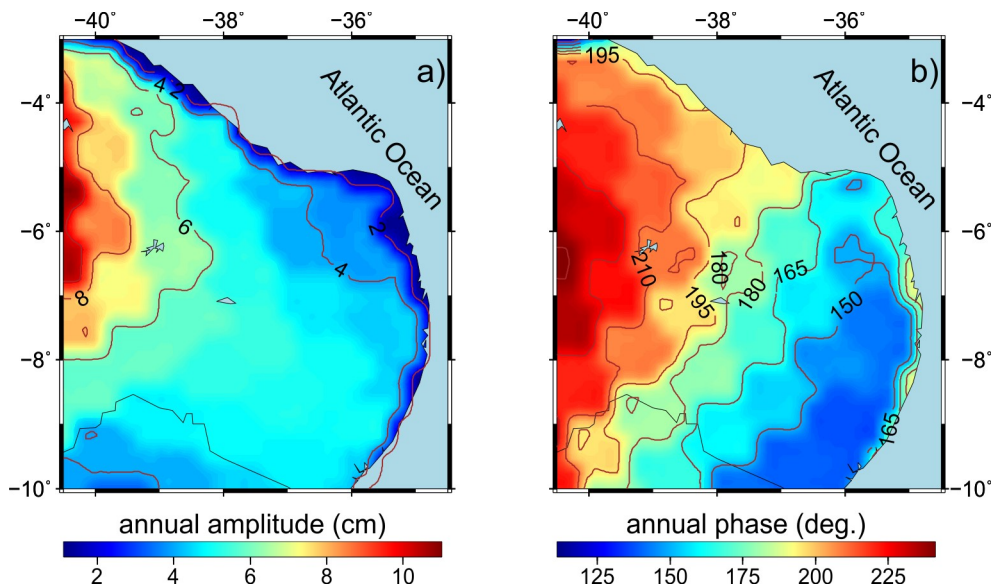 −40° −38° −36° −40° −38° −36°
a) b)
Atlantic Ocean Atlantic Ocean
−4° −4°
−6° −6°
−8° −8°
−10° −10°
4 2 6 2 4 8
195 210 180 195 180 165 150 165
annual amplitude (cm) annual phase (deg.)
2 4 6 8 10 125 150 175 200 225